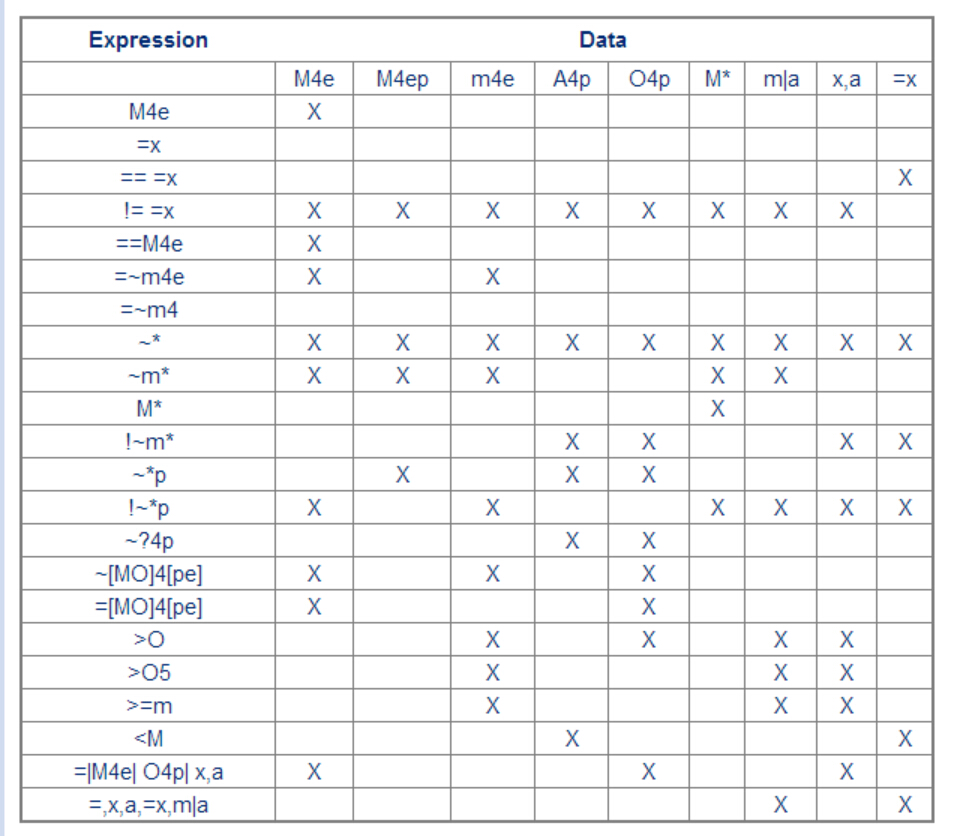 Expression Data
M4e M4ep m4e A4p O4p M* m|a x,a =x
M4e X
=x
== =x X
!= =x X X X X X X X X
==M4e X
=~m4e X X
=~m4
~* X X X X X X X X X
~m* X X X X X
M* X
!~m* X X X X
~*p X X X
!~*p X X X X X X
~?4p X X
~[MO]4[pe] X X X
=[MO]4[pe] X X
>O X X X X
>O5 X X X
>=m X X X
<M X X
=|M4e| O4p| x,a X X X
=,x,a,=x,m|a X X